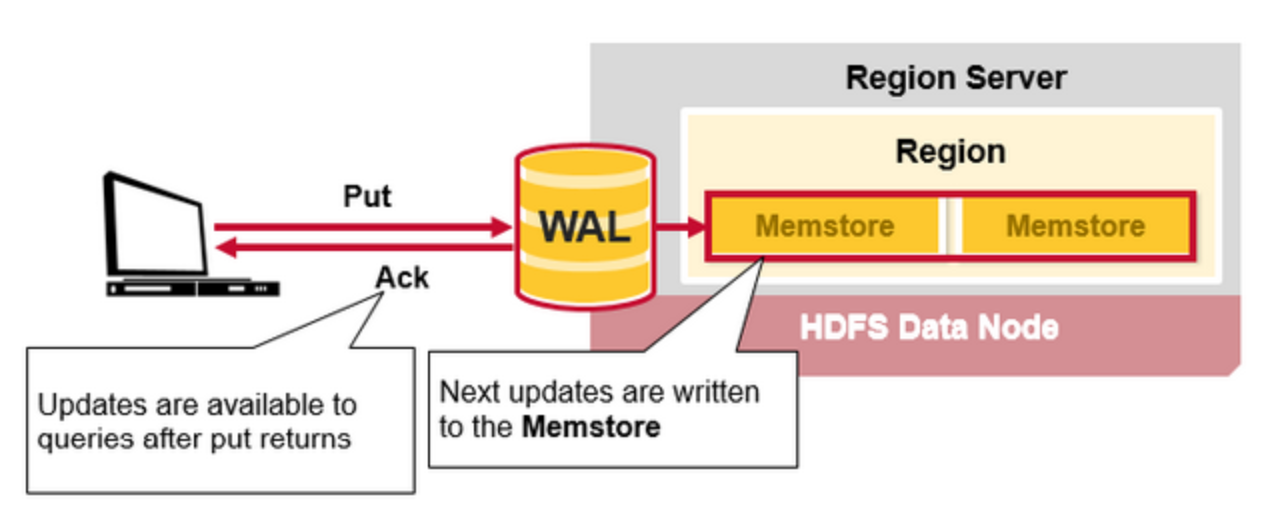 Region Server
Region
Put
WAL
Memstore
Memstore
Ack
HDFS Data Node
Updates are available to
queries after put returns
Next updates are written
to the Memstore